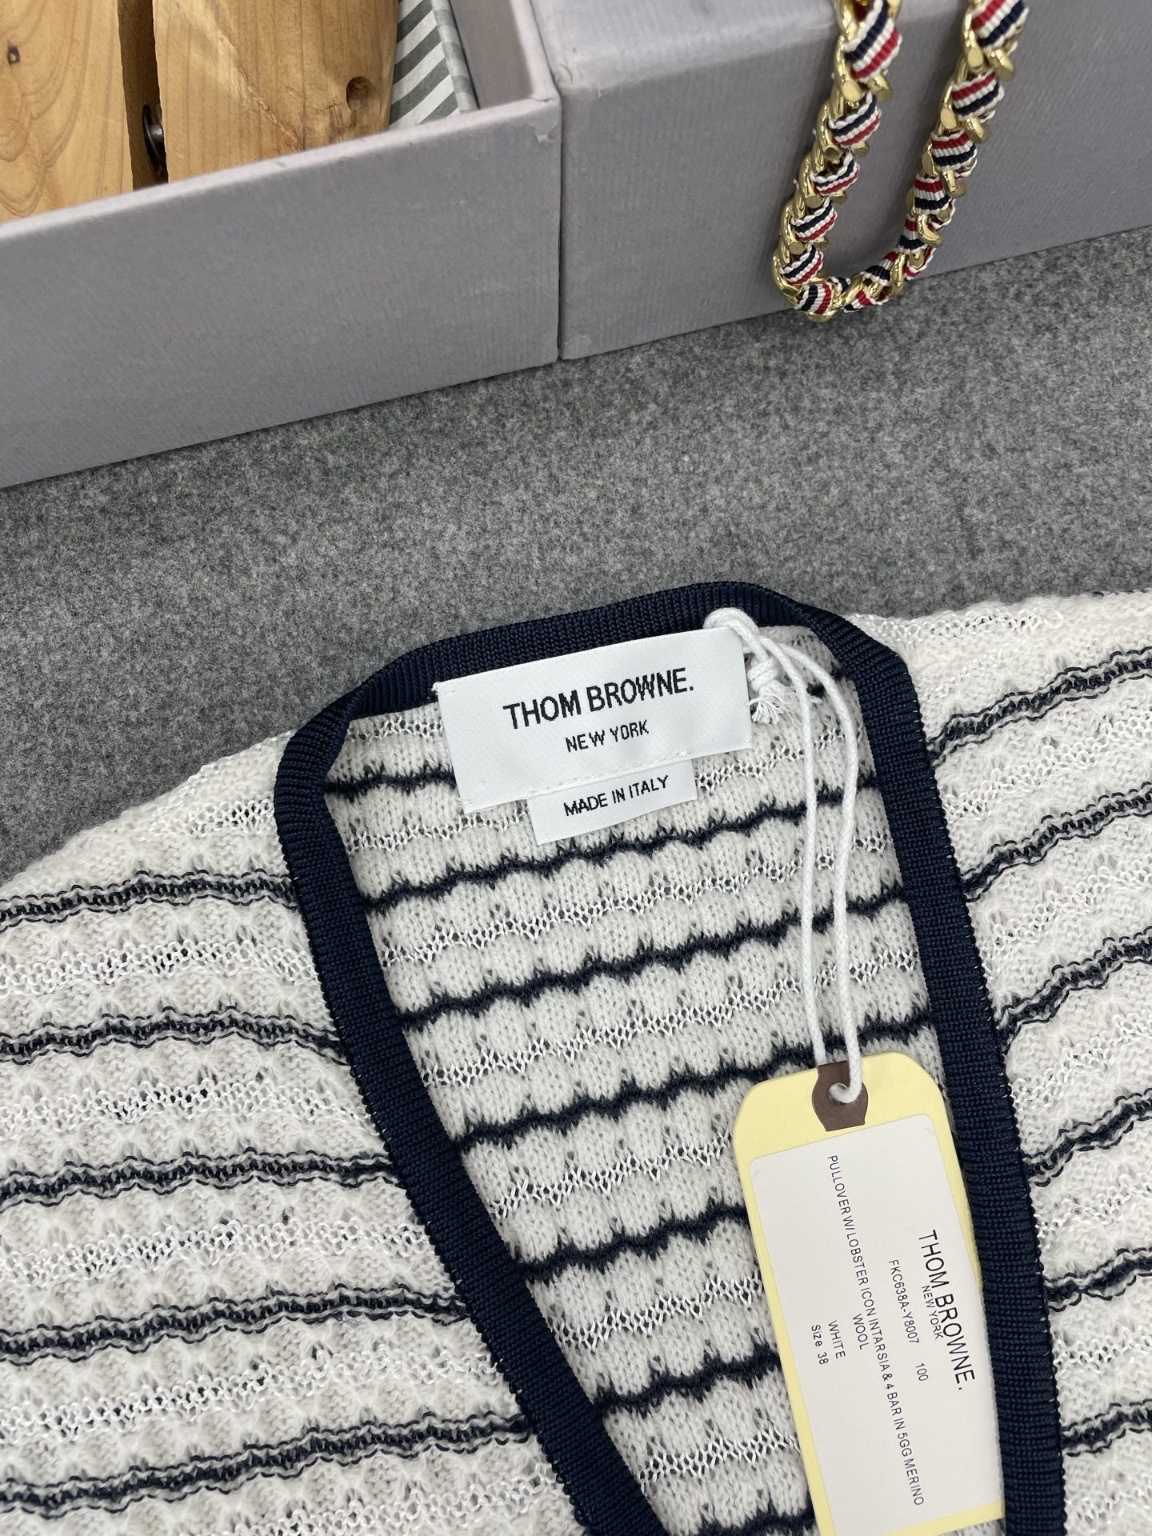 THOM BROWNE.
NEW YORK
MADE IN ITALY
THOM BROWNE.
NEW YORK
FKC638A-Y8007 100
PULLOVER W/ LOBSTER ICON INTARSIA & 4 BAR IN 5GG MERINO
WOOL
WHITE
Size 38